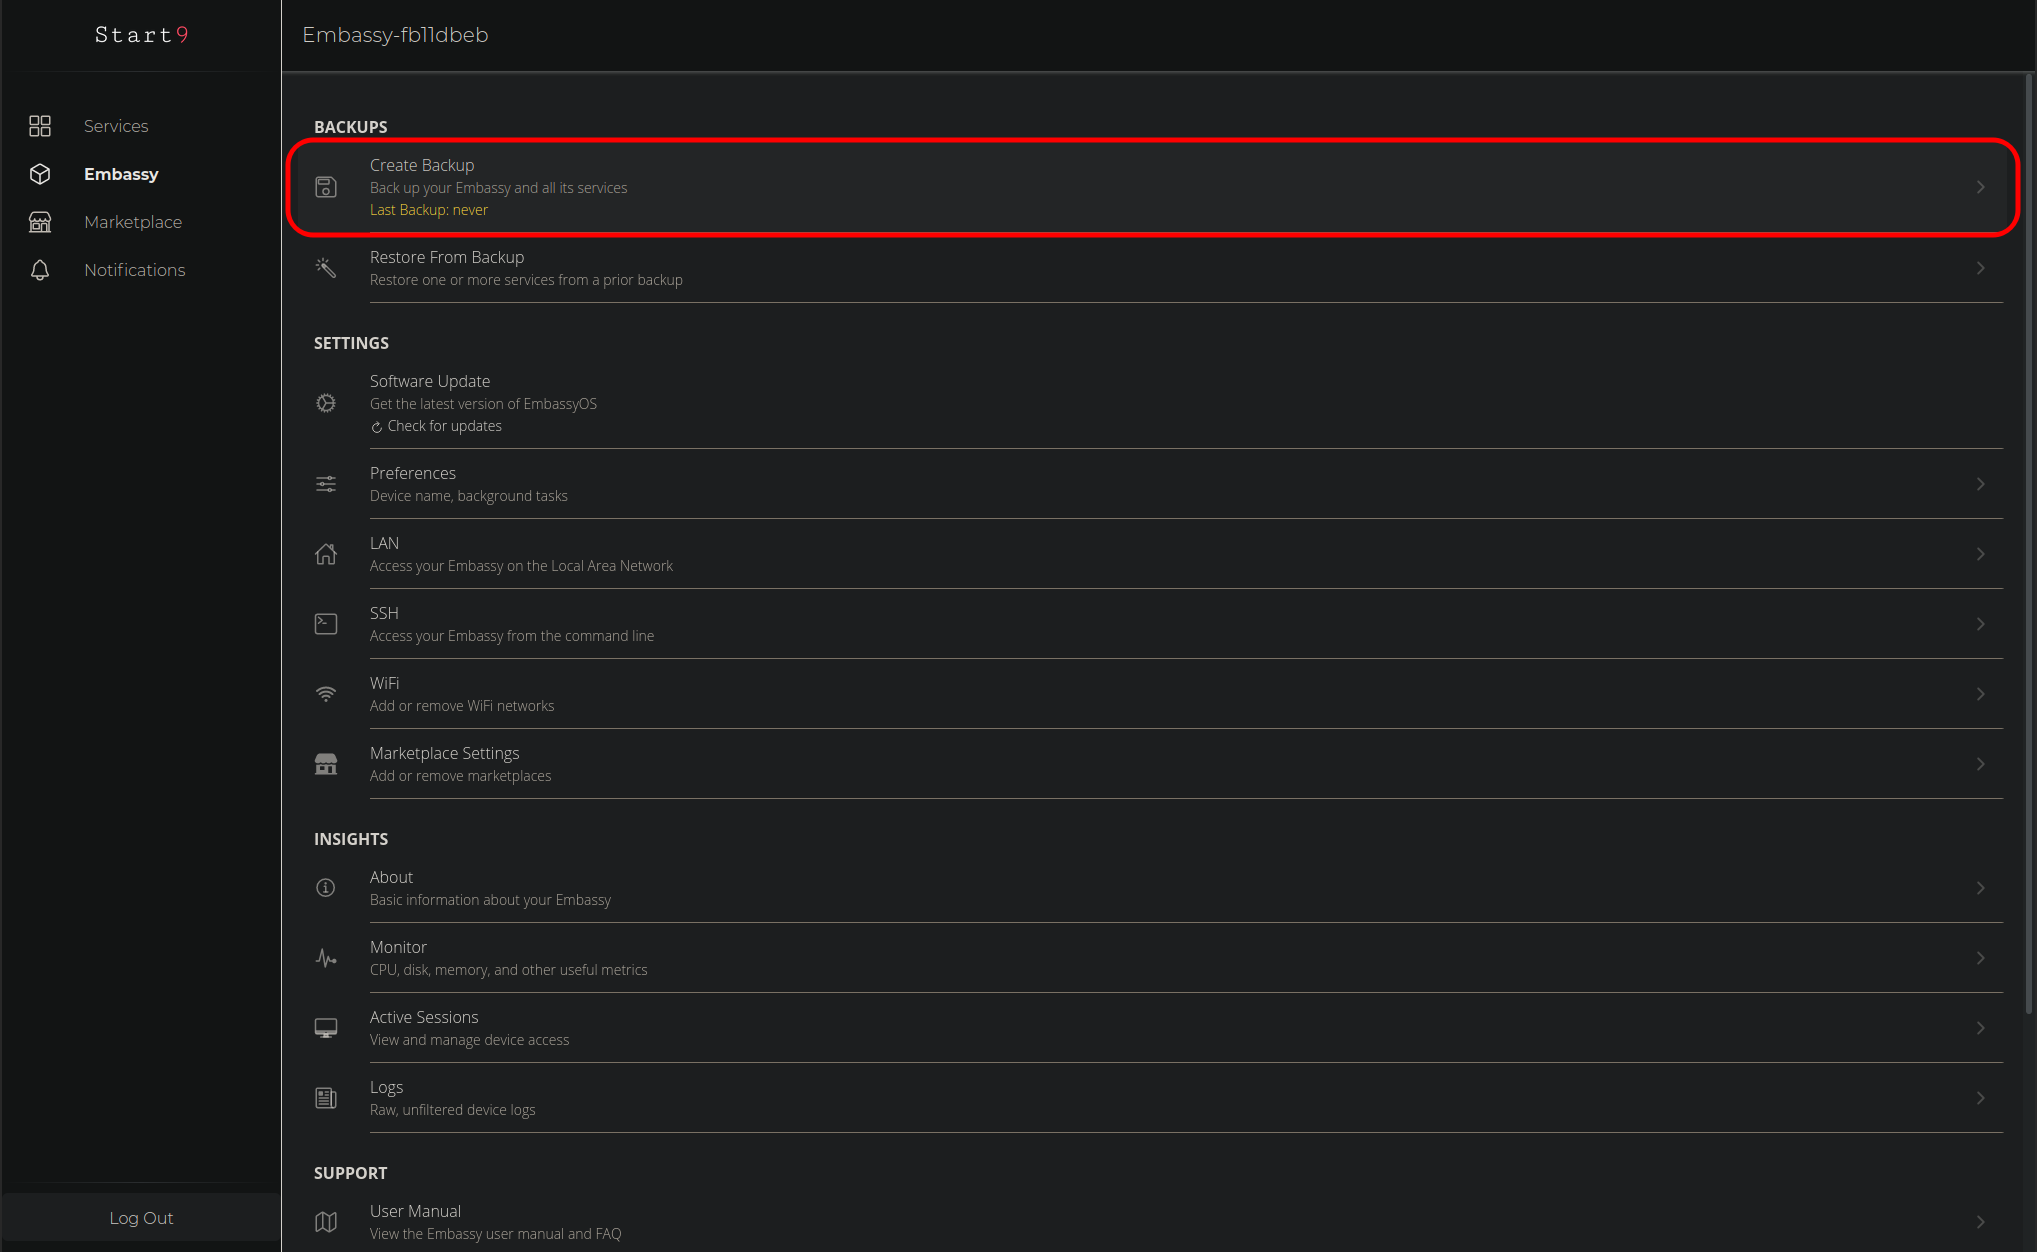 Start9
Embassy-fb11dbeb
Services
Embassy
Marketplace
Notifications
Log Out
BACKUPS
Create Backup
Back up your Embassy and all its services
Last Backup: never
Restore From Backup
Restore one or more services from a prior backup
SETTINGS
Software Update
Get the latest version of EmbassyOS
Check for updates
Preferences
Device name, background tasks
LAN
Access your Embassy on the Local Area Network
SSH
Access your Embassy from the command line
WiFi
Add or remove WiFi networks
Marketplace Settings
Add or remove marketplaces
INSIGHTS
About
Basic information about your Embassy
Monitor
CPU, disk, memory, and other useful metrics
Active Sessions
View and manage device access
Logs
Raw, unfiltered device logs
SUPPORT
User Manual
View the Embassy user manual and FAQ